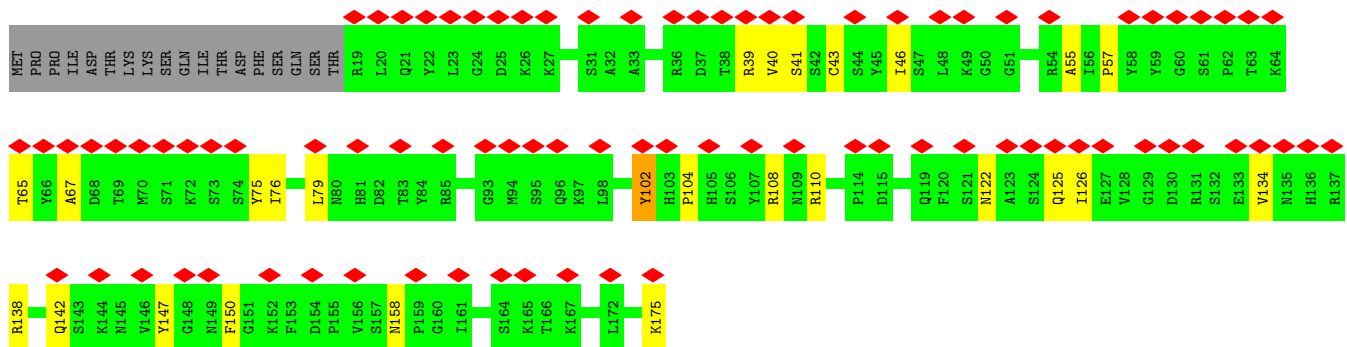 MET PRO PRO ILE ASP THR LYS LYS SER GLN ILE THR ASP PHE SER GLN SER THR R19 L20 Q21 Y22 L23 G24 D25 K26 K27 S31 A32 A33 R36 D37 T38 R39 V40 S41 S42 C43 S44 Y45 I46 S47 L48 K49 G50 G51 R54 A55 I56 P57 Y58 Y59 G60 S61 P62 T63 K64
T65 Y66 A67 D68 T69 M70 S71 K72 S73 S74 Y75 I76 L79 N80 H81 D82 T83 Y84 R85 G93 M94 S95 Q96 K97 L98 Y102 H103 P104 H105 S106 Y107 R108 N109 R110 P114 D115 Q119 F120 S121 N122 A123 S124 Q125 I126 E127 V128 G129 D130 R131 S132 E133 V134 N135 H136 R137
R138 Q142 S143 K144 N145 V146 Y147 G148 N149 F150 G151 K152 F153 D154 P155 V156 S157 N158 P159 G160 I161 S164 K165 T166 K167 L172 K175